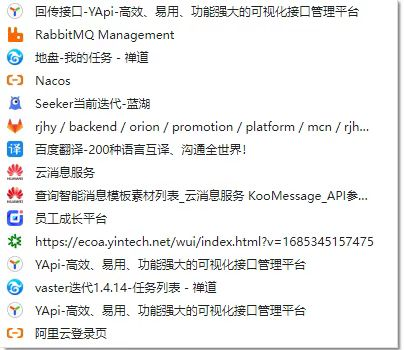 回传接口-YApi-高效、易用、功能强大的可视化接口管理平台
RabbitMQ Management
地盘-我的任务 - 禅道
Nacos
Seeker当前迭代-蓝湖
rjhy / backend / orion / promotion / platform / mcn / rjh...
译 百度翻译-200种语言互译、沟通全世界！
云消息服务
查询智能消息模板素材列表_云消息服务 KooMessage_API参...
员工成长平台
https://ecoa.yintech.net/wui/index.html?v=1685345157475
YApi-高效、易用、功能强大的可视化接口管理平台
vaster迭代1.4.14-任务列表 - 禅道
YApi-高效、易用、功能强大的可视化接口管理平台
阿里云登录页